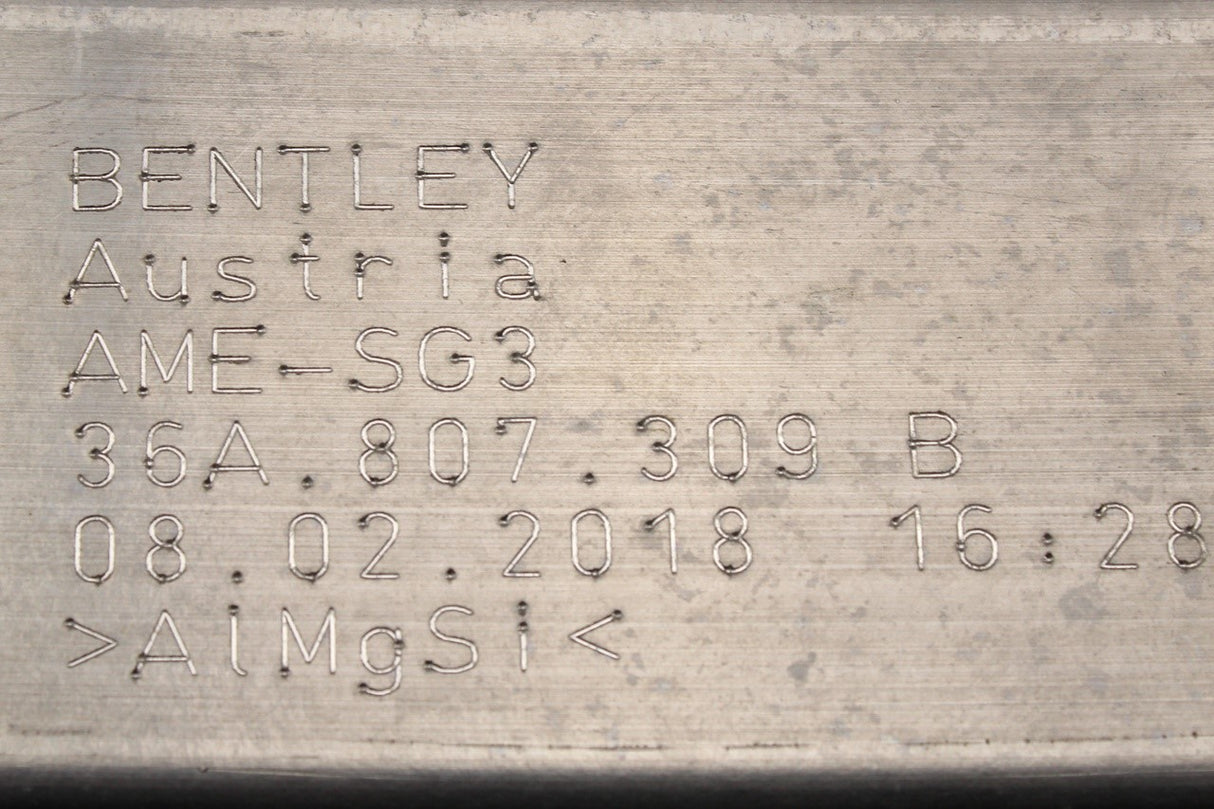 BENTLEY
Austria
AME-SG3
36A.807.309 B
08.02.2018 16:28
>AlMgSi<